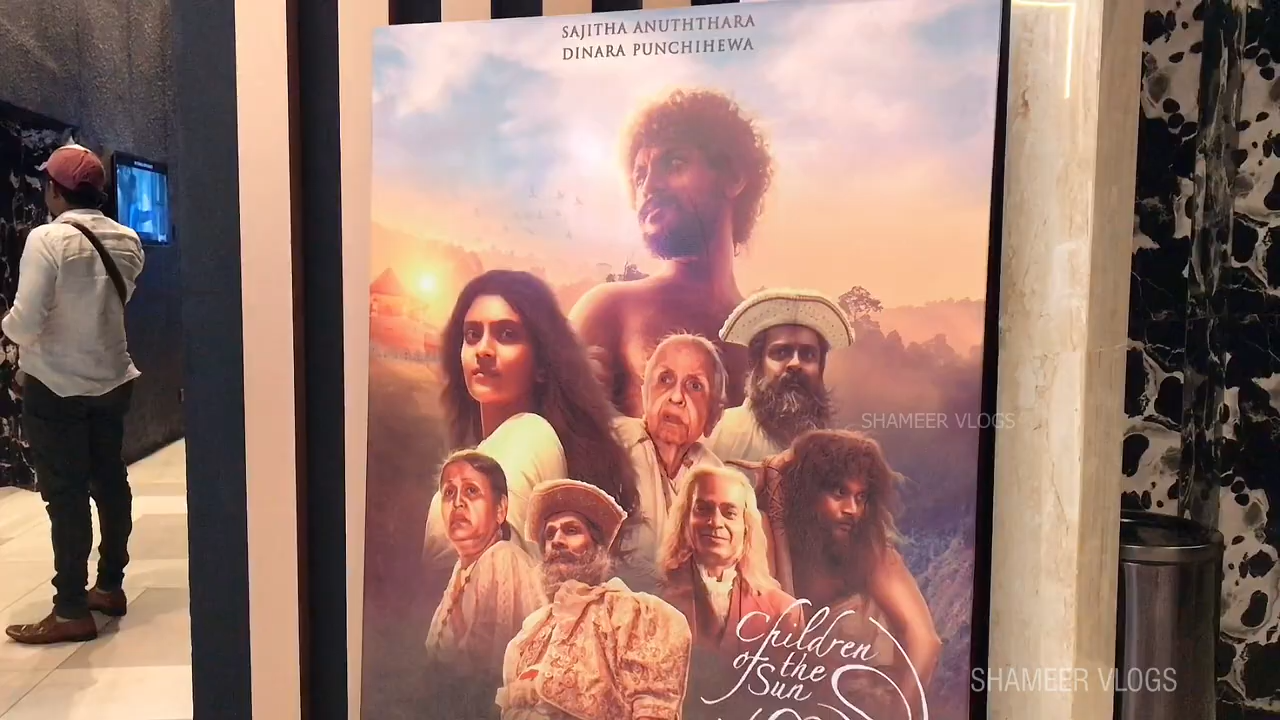 SAJITHA ANUTHTHARA
DINARA PUNCHIHEWA
SHAMEER VLOGS
Children
of the
Sun
SHAMEER VLOGS